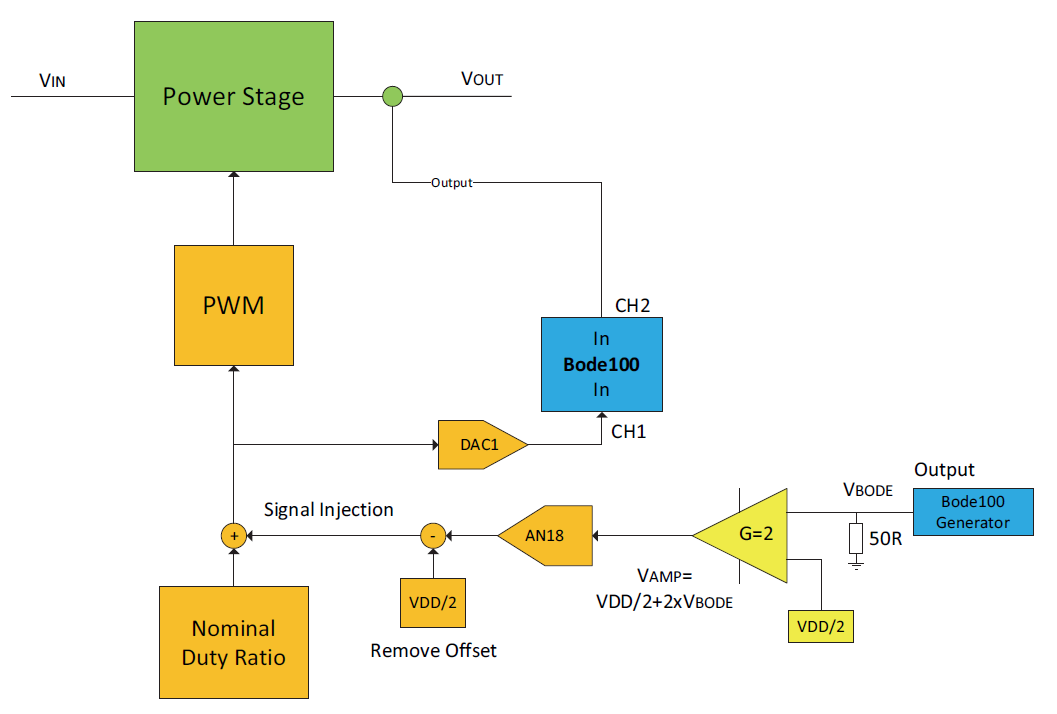 VIN
Power Stage
VOUT
Output
PWM
CH2
In
Bode100
In
CH1
DAC1
Output
VBODE
Bode100
Generator
Signal Injection
+
-
AN18
G=2
50R
VAMP=
VDD/2+2xVBODE
VDD/2
VDD/2
Nominal
Duty Ratio
Remove Offset